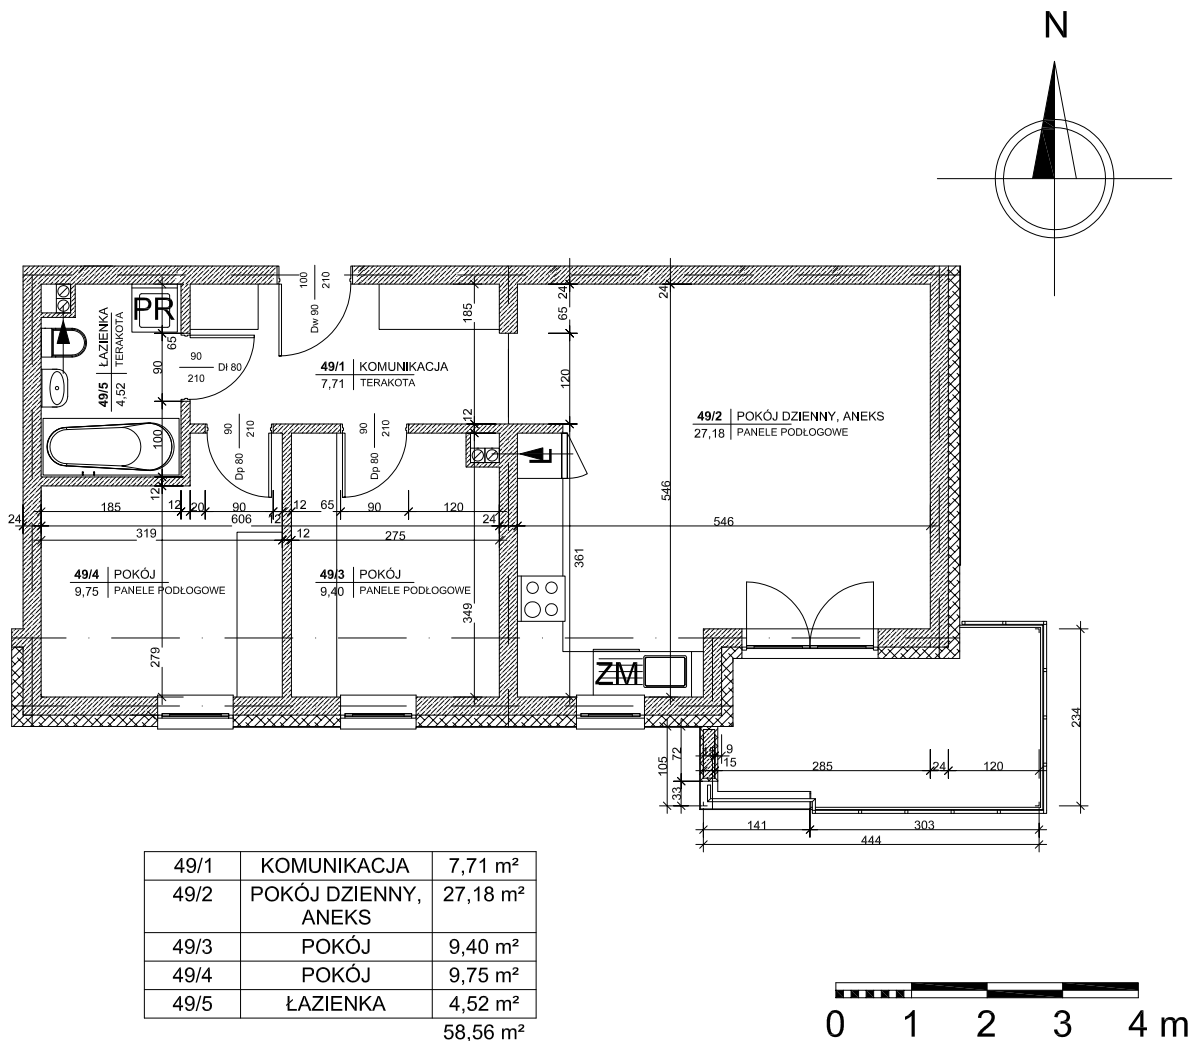 N
100
210
Dw 90
24
24
185
65
65
90
90
210
Dł 80
PR
49/5 ŁAZIENKA
4,52 TERAKOTA
49/1 KOMUNIKACJA
7,71 TERAKOTA
120
49/2 POKÓJ DZIENNY, ANEKS
27,18 PANELE PODŁOGOWE
12
100
90
210
Dp 80
90
210
Dp 80
L
12
546
185
12
20
90
12
65
90
120
24
606
12
24
546
319
12
275
361
49/4 POKÓJ
9,75 PANELE PODŁOGOWE
49/3 POKÓJ
9,40 PANELE PODŁOGOWE
349
279
ZM
234
105
72
9
15
285
24
120
33
141
303
444
49/1 KOMUNIKACJA 7,71 m²
49/2 POKÓJ DZIENNY, 27,18 m²
ANEKS
49/3 POKÓJ 9,40 m²
49/4 POKÓJ 9,75 m²
49/5 ŁAZIENKA 4,52 m²
58,56 m²
0 1 2 3 4 m